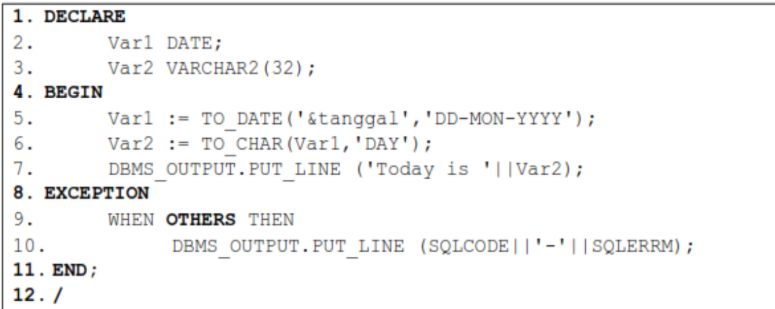 1. DECLARE
2. Var1 DATE;
3. Var2 VARCHAR2(32);
4. BEGIN
5. Var1 := TO_DATE('&tanggal','DD-MON-YYYY');
6. Var2 := TO_CHAR(Var1,'DAY');
7. DBMS_OUTPUT.PUT_LINE ('Today is '||Var2);
8. EXCEPTION
9. WHEN OTHERS THEN
10. DBMS_OUTPUT.PUT_LINE (SQLCODE||'-'||SQLERRM);
11. END;
12. /